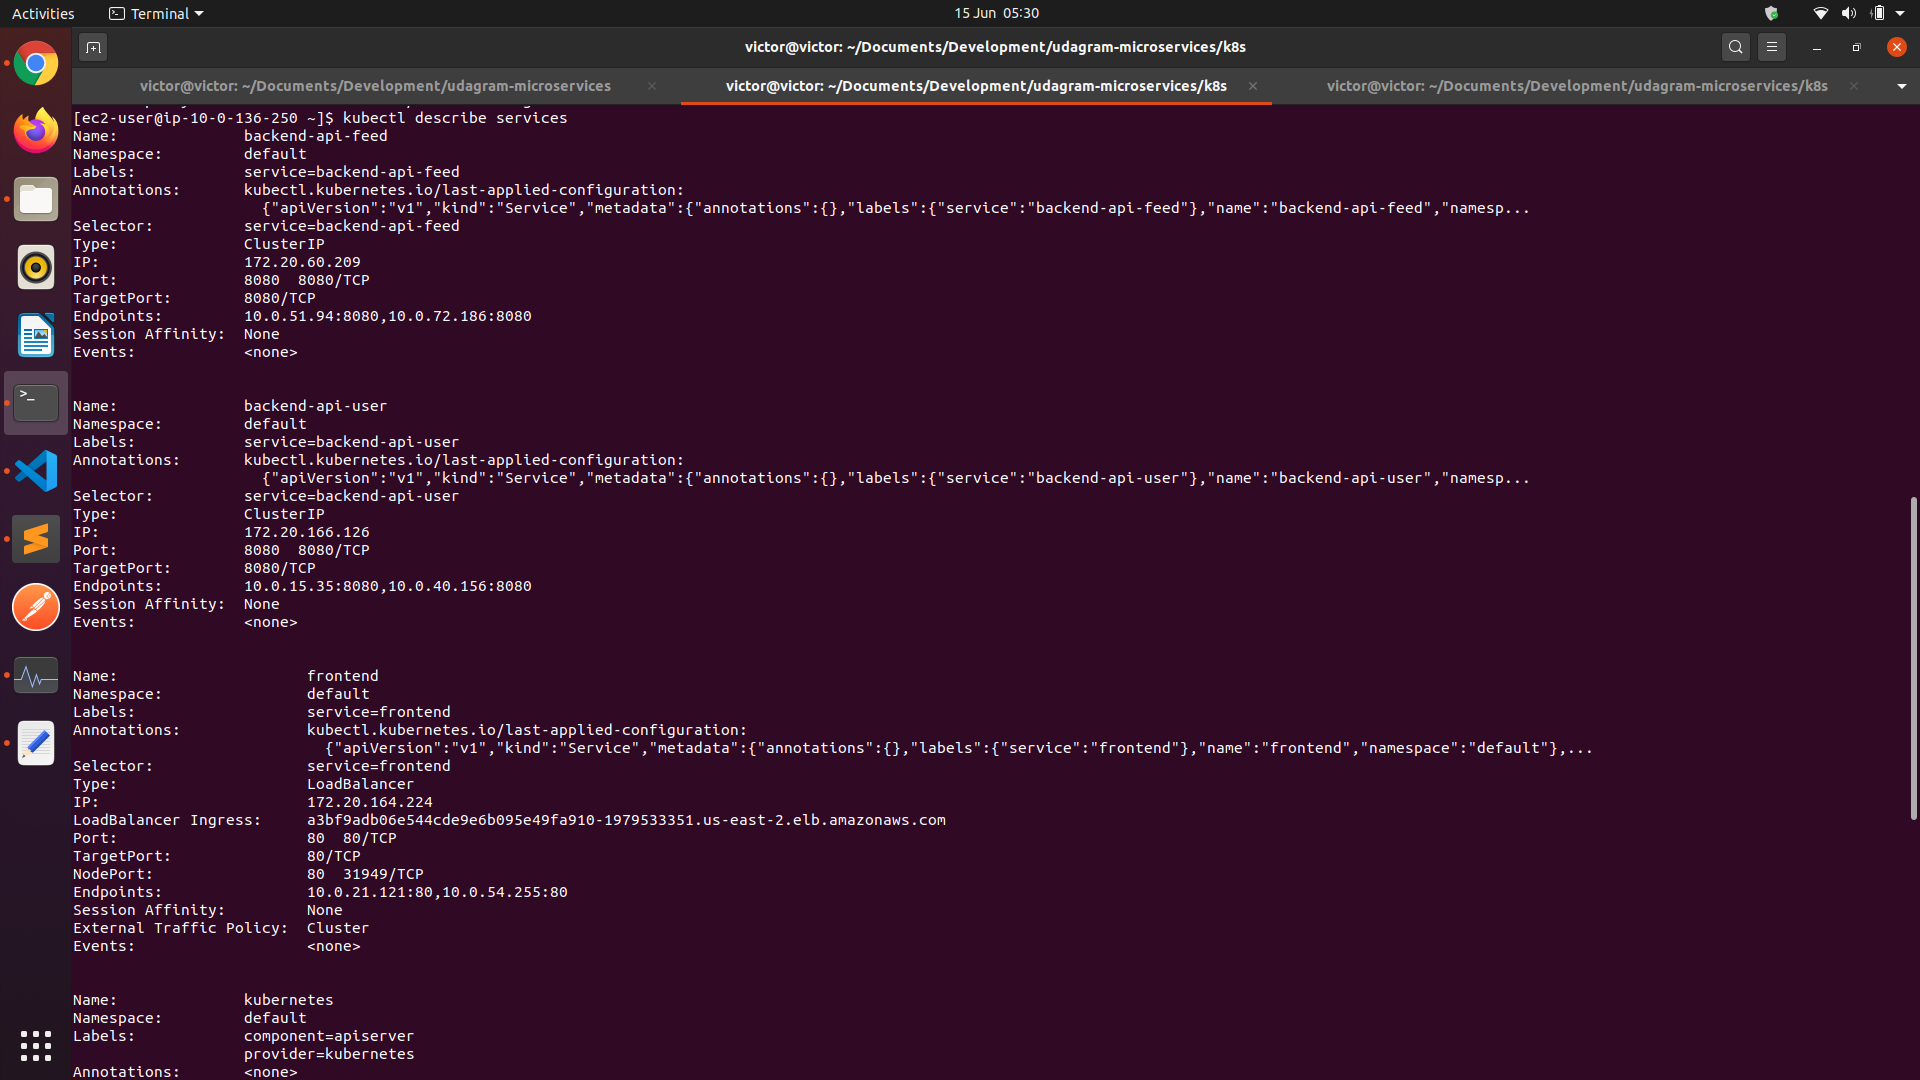 Activities
Terminal
15 Jun 05:30
victor@victor: ~/Documents/Development/udagram-microservices/k8s
victor@victor: ~/Documents/Development/udagram-microservices
victor@victor: ~/Documents/Development/udagram-microservices/k8s
victor@victor: ~/Documents/Development/udagram-microservices/k8s
[ec2-user@ip-10-0-136-250 ~]$ kubectl describe services
Name:              backend-api-feed
Namespace:         default
Labels:            service=backend-api-feed
Annotations:       kubectl.kubernetes.io/last-applied-configuration:
                     {"apiVersion":"v1","kind":"Service","metadata":{"annotations":{},"labels":{"service":"backend-api-feed"},"name":"backend-api-feed","namesp...
Selector:          service=backend-api-feed
Type:              ClusterIP
IP:                172.20.60.209
Port:              8080  8080/TCP
TargetPort:        8080/TCP
Endpoints:         10.0.51.94:8080,10.0.72.186:8080
Session Affinity:  None
Events:            <none>
Name:              backend-api-user
Namespace:         default
Labels:            service=backend-api-user
Annotations:       kubectl.kubernetes.io/last-applied-configuration:
                     {"apiVersion":"v1","kind":"Service","metadata":{"annotations":{},"labels":{"service":"backend-api-user"},"name":"backend-api-user","namesp...
Selector:          service=backend-api-user
Type:              ClusterIP
IP:                172.20.166.126
Port:              8080  8080/TCP
TargetPort:        8080/TCP
Endpoints:         10.0.15.35:8080,10.0.40.156:8080
Session Affinity:  None
Events:            <none>
Name:                     frontend
Namespace:                default
Labels:                   service=frontend
Annotations:              kubectl.kubernetes.io/last-applied-configuration:
                            {"apiVersion":"v1","kind":"Service","metadata":{"annotations":{},"labels":{"service":"frontend"},"name":"frontend","namespace":"default"},...
Selector:                 service=frontend
Type:                     LoadBalancer
IP:                       172.20.164.224
LoadBalancer Ingress:     a3bf9adb06e544cde9e6b095e49fa910-1979533351.us-east-2.elb.amazonaws.com
Port:                     80  80/TCP
TargetPort:               80/TCP
NodePort:                 80  31949/TCP
Endpoints:                10.0.21.121:80,10.0.54.255:80
Session Affinity:         None
External Traffic Policy:  Cluster
Events:                   <none>
Name:              kubernetes
Namespace:         default
Labels:            component=apiserver
                   provider=kubernetes
Annotations:       <none>